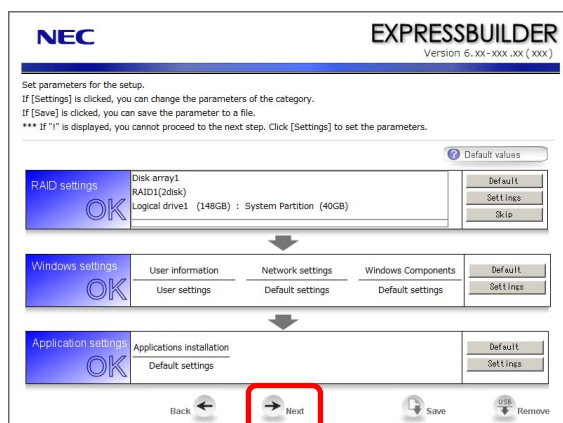 NEC
EXPRESSBUILDER
Version 6.xx-xxx.xx (xxx)
Set parameters for the setup.
If [Settings] is clicked, you can change the parameters of the category.
If [Save] is clicked, you can save the parameter to a file.
*** If "!" is displayed, you cannot proceed to the next step. Click [Settings] to set the parameters.
? Default values
RAID settings
OK
Disk array1
RAID1(2disk)
Logical drive1 (148GB) : System Partition (40GB)
Default
Settings
Skip
Windows settings
OK
User information Network settings Windows Components
User settings Default settings Default settings
Default
Settings
Application settings
OK
Applications installation
Default settings
Default
Settings
Back Next Save USB Remove